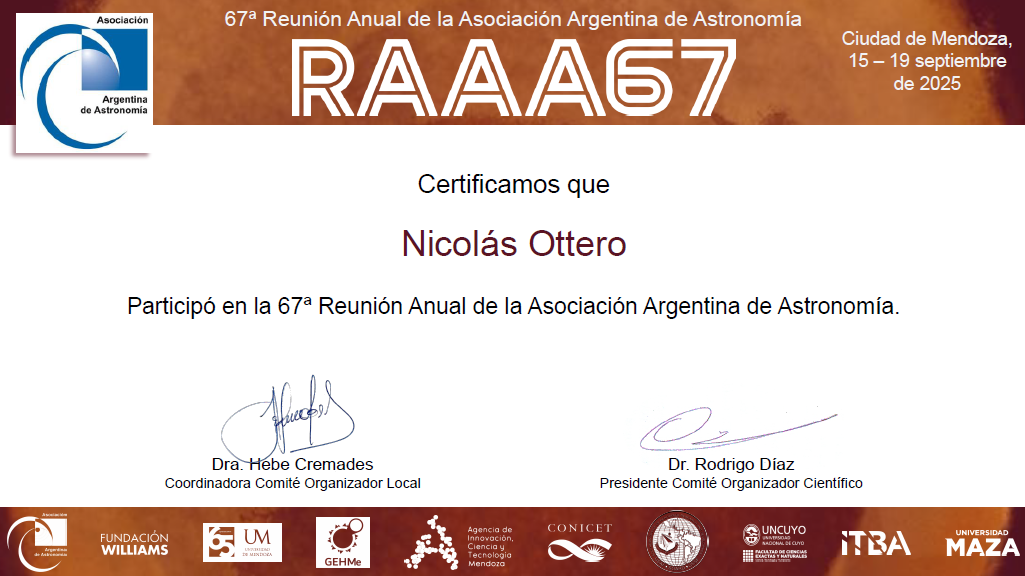 Asociación
Argentina
de Astronomía
67ª Reunión Anual de la Asociación Argentina de Astronomía
RAAA67
Ciudad de Mendoza,
15 – 19 septiembre
de 2025
Certificamos que
Nicolás Ottero
Participó en la 67ª Reunión Anual de la Asociación Argentina de Astronomía.
Dra. Hebe Cremades
Coordinadora Comité Organizador Local
Dr. Rodrigo Díaz
Presidente Comité Organizador Científico
Asociación
Argentina
de Astronomía
FUNDACIÓN
WILLIAMS
65
UM
UNIVERSIDAD
DE MENDOZA
GEHMe
Agencia de
Innovación,
Ciencia y
Tecnología
Mendoza
CONICET
UNCUYO
UNIVERSIDAD
NACIONAL DE CUYO
FACULTAD DE CIENCIAS
EXACTAS Y NATURALES
iTBA
UNIVERSIDAD
MAZA